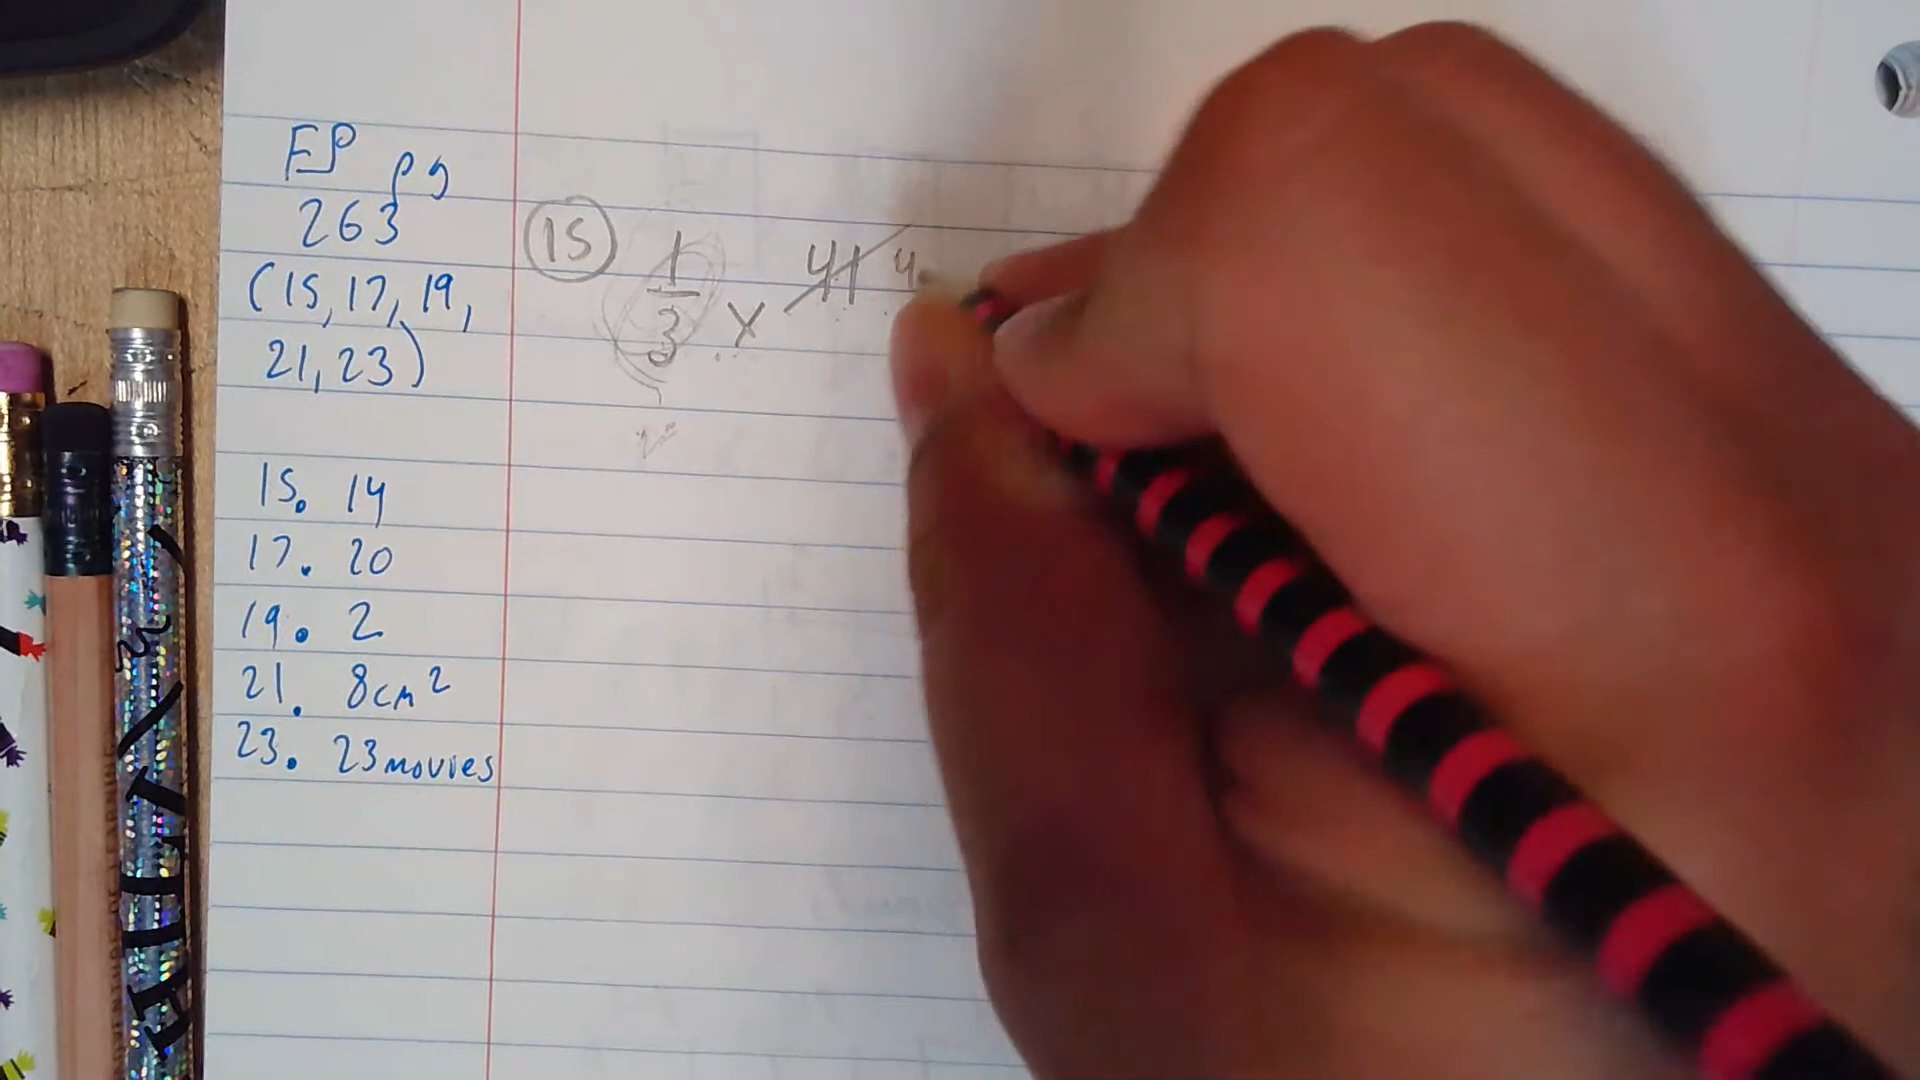 FP pg
263
(15, 17, 19,
21, 23)
15. 14
17. 20
19. 2
21. 8cm²
23. 23 movies
15 1/3 x 41 4